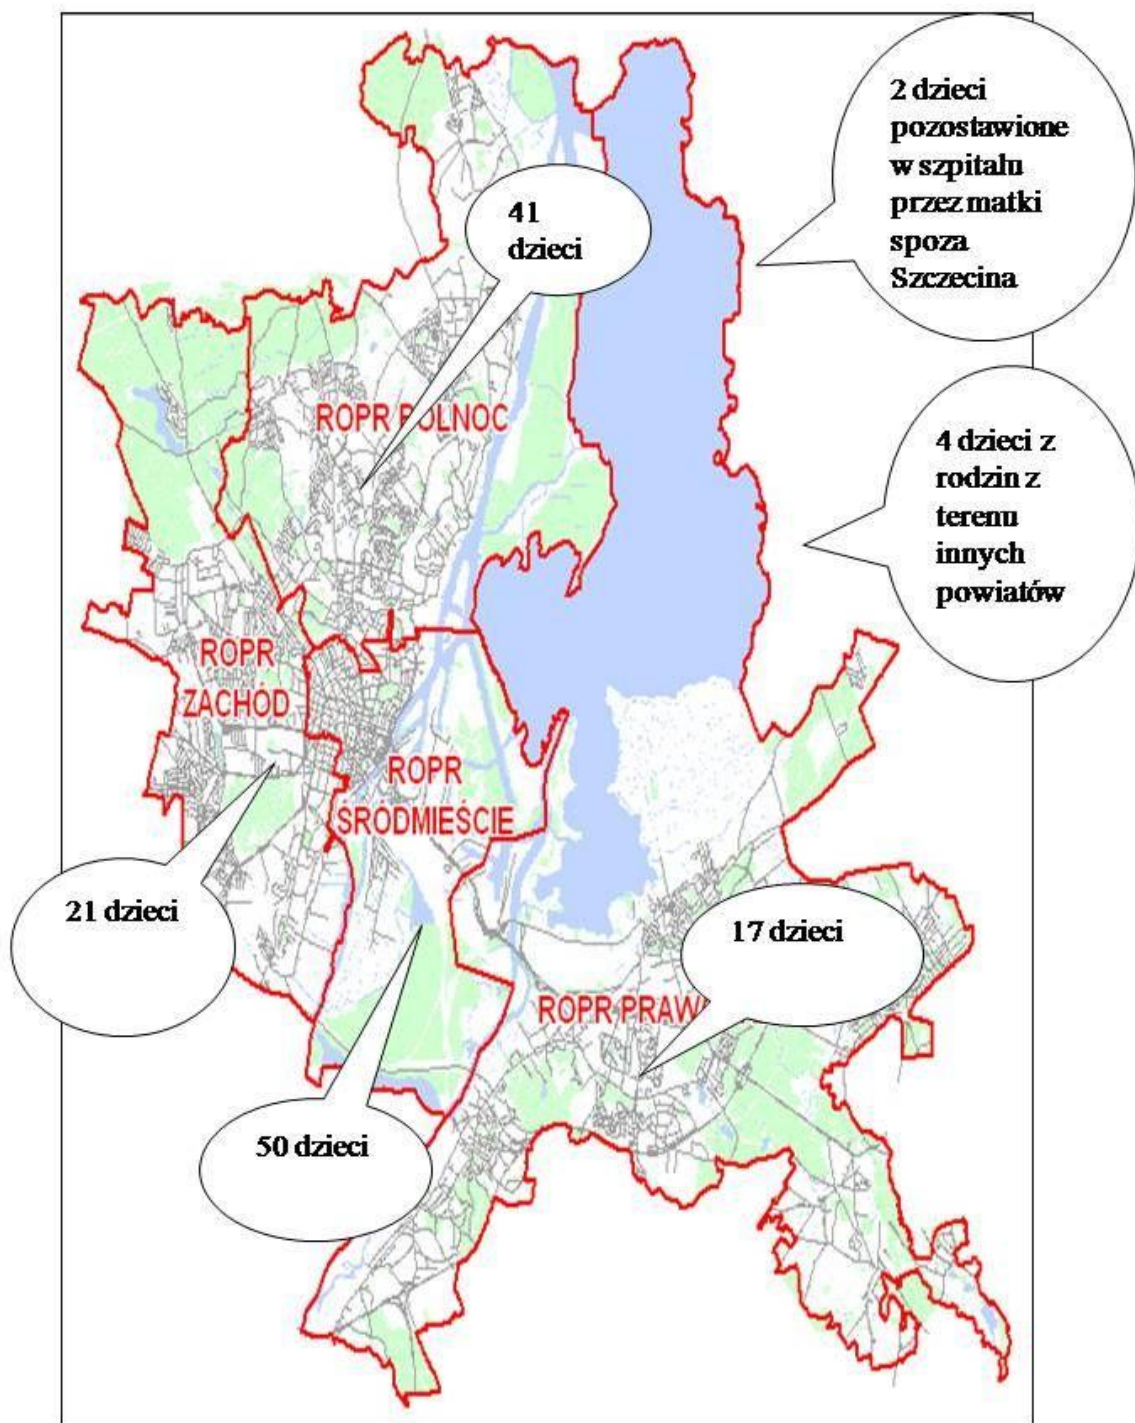 2 dzieci
pozostawione
w szpitalu
przez matki
spoza
Szczecina
41
dzieci
ROPR POLNOC
4 dzieci z
rodzin z
terenu
innych
powiatów
ROPR
ZACHÓD
ROPR
ŚRÓDMIEŚCIE
21 dzieci
17 dzieci
ROPR PRAW
50 dzieci